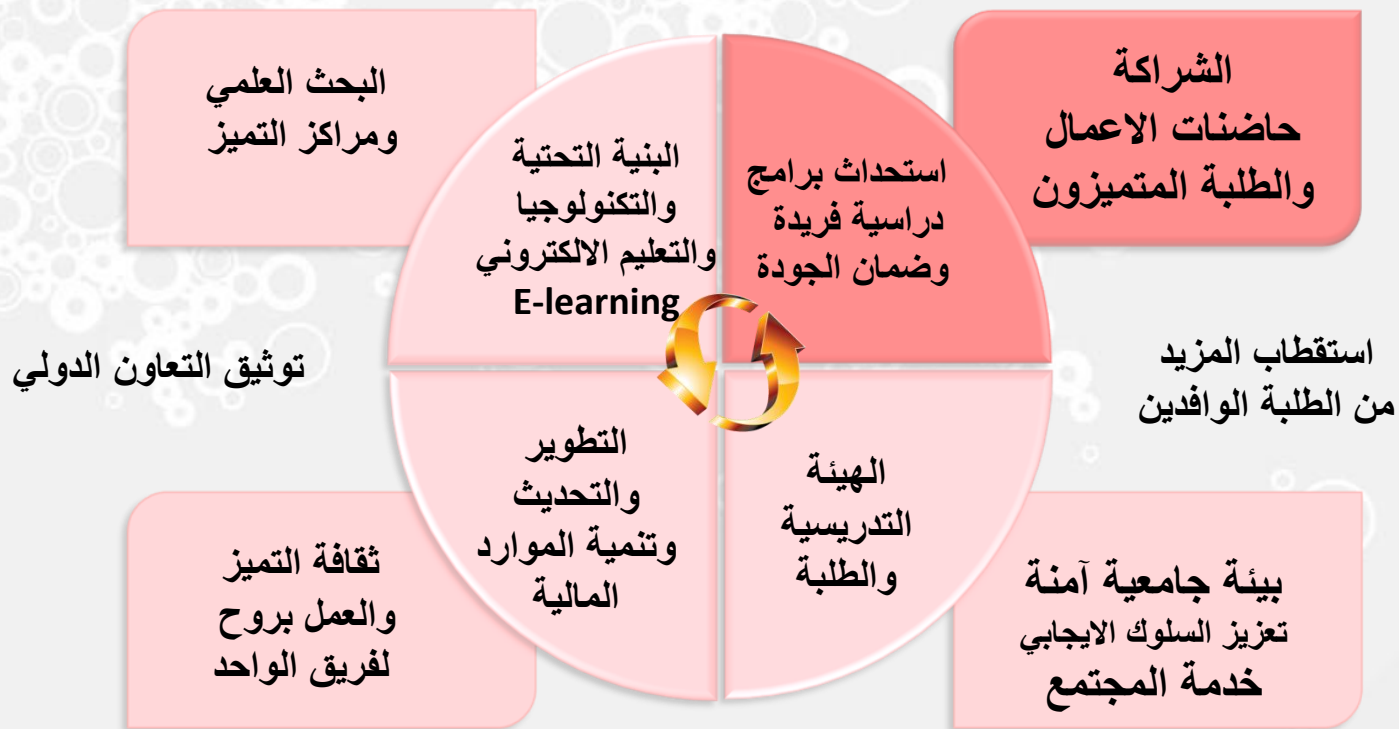 الشراكة
حاضنات الاعمال
والطلبة المتميزون
البحث العلمي
ومراكز التميز
استحداث برامج
دراسية فريدة
وضمان الجودة
البنية التحتية
والتكنولوجيا
والتعليم الالكتروني
E-learning
استقطاب المزيد
من الطلبة الوافدين
توثيق التعاون الدولي
الهيئة
التدريسية
والطلبة
التطوير
والتحديث
وتنمية الموارد
المالية
بيئة جامعية آمنة
تعزيز السلوك الايجابي
خدمة المجتمع
ثقافة التميز
والعمل بروح
لفريق الواحد